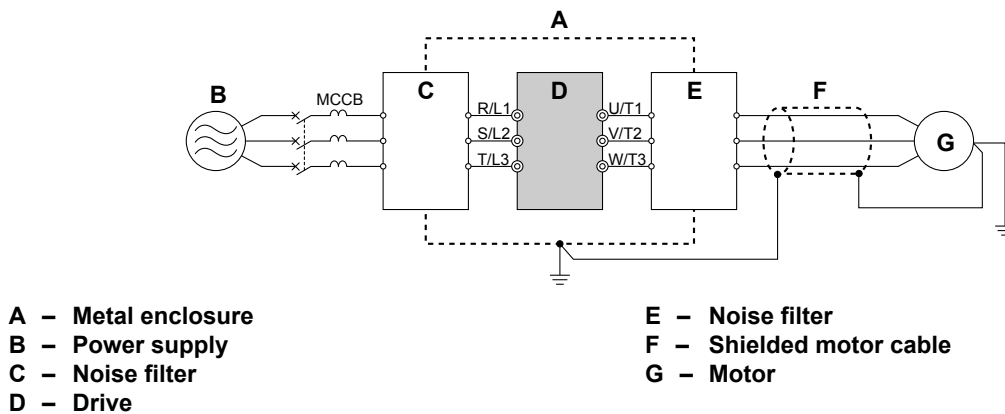 A
B
MCCB
C
R/L1
S/L2
T/L3
D
U/T1
V/T2
W/T3
E
F
G
A – Metal enclosure
B – Power supply
C – Noise filter
D – Drive
E – Noise filter
F – Shielded motor cable
G – Motor